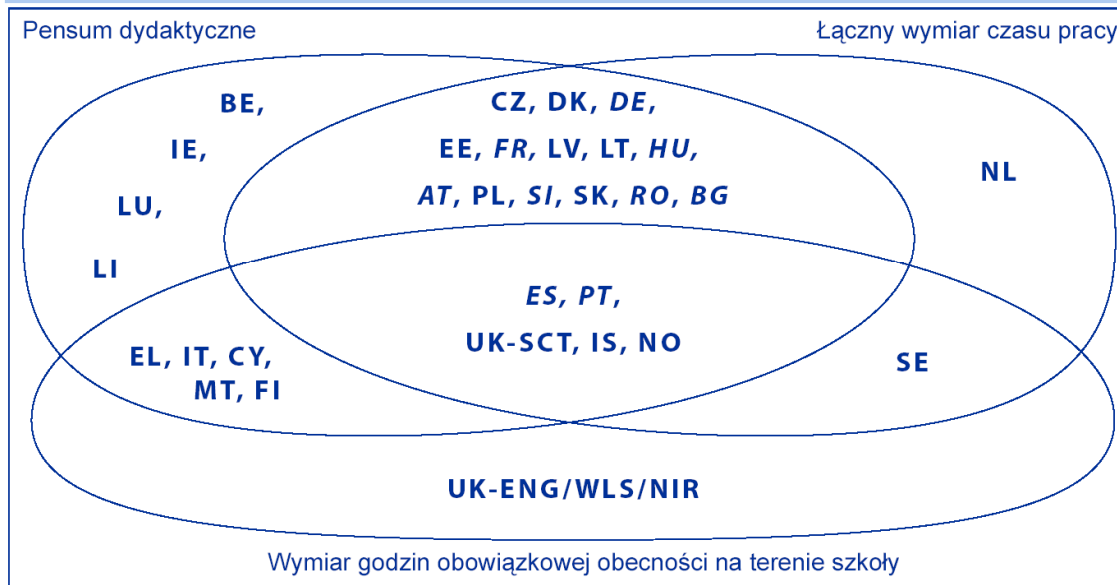 Pensum dydaktyczne
Łączny wymiar czasu pracy
BE,
IE,
LU,
LI
CZ, DK, DE,
EE, FR, LV, LT, HU,
AT, PL, SI, SK, RO, BG
NL
ES, PT,
UK-SCT, IS, NO
EL, IT, CY,
MT, FI
SE
UK-ENG/WLS/NIR
Wymiar godzin obowiązkowej obecności na terenie szkoły